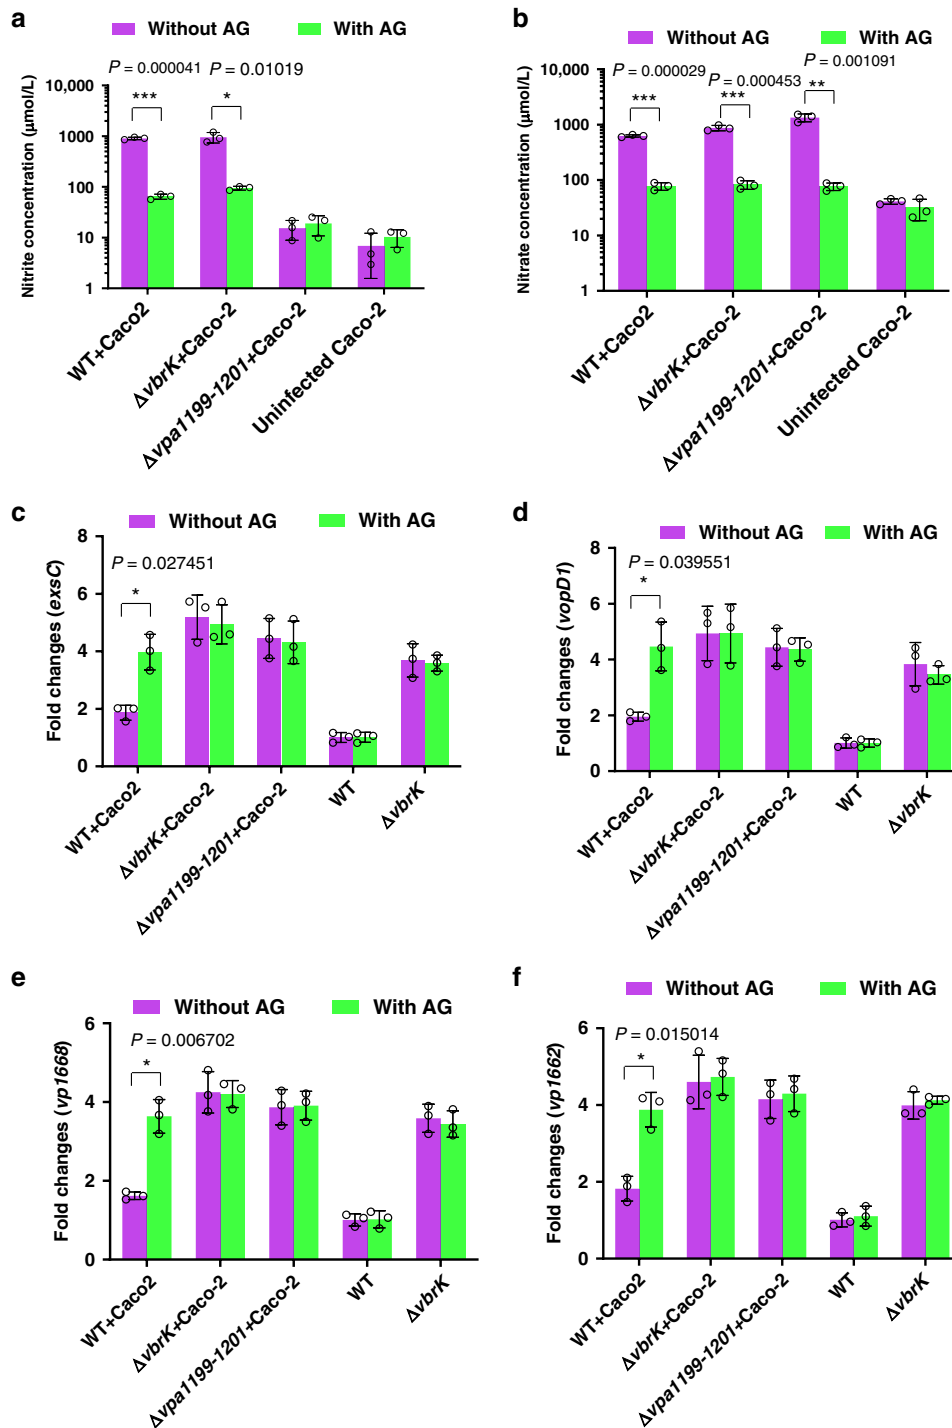 a
Without AG
With AG
P = 0.000041
P = 0.01019
Nitrite concentration (μmol/L)
10,000
1000
100
10
1
***
*
WT+Caco2
ΔvbrK+Caco-2
Δvpa1199-1201+Caco-2
Uninfected Caco-2
b
Without AG
With AG
P = 0.000029
P = 0.000453
P = 0.001091
Nitrate concentration (μmol/L)
10,000
1000
100
10
1
***
***
**
WT+Caco2
ΔvbrK+Caco-2
Δvpa1199-1201+Caco-2
Uninfected Caco-2
c
Without AG
With AG
P = 0.027451
Fold changes (exsC)
8
6
4
2
0
*
WT+Caco2
ΔvbrK+Caco-2
Δvpa1199-1201+Caco-2
WT
ΔvbrK
d
Without AG
With AG
P = 0.039551
Fold changes (vopD1)
8
6
4
2
0
*
WT+Caco2
ΔvbrK+Caco-2
Δvpa1199-1201+Caco-2
WT
ΔvbrK
e
Without AG
With AG
P = 0.006702
Fold changes (vp1668)
6
4
2
0
*
WT+Caco2
ΔvbrK+Caco-2
Δvpa1199-1201+Caco-2
WT
ΔvbrK
f
Without AG
With AG
P = 0.015014
Fold changes (vp1662)
6
4
2
0
*
WT+Caco2
ΔvbrK+Caco-2
Δvpa1199-1201+Caco-2
WT
ΔvbrK